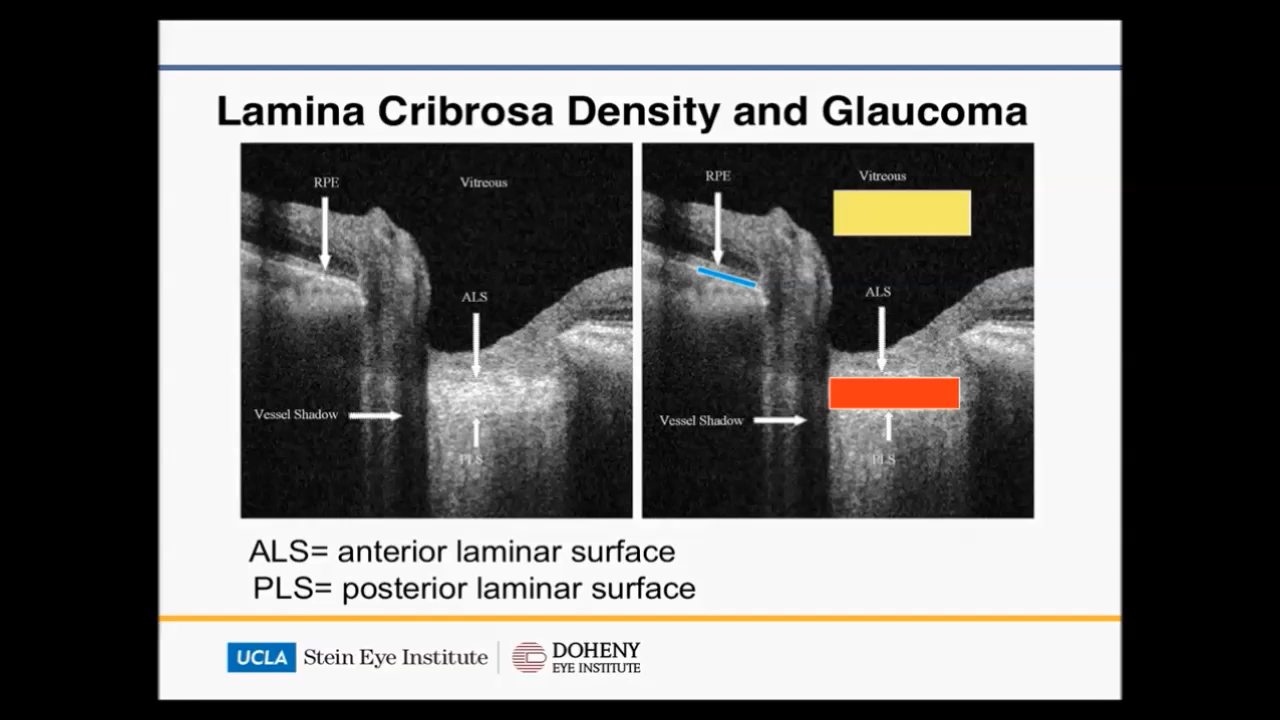 Lamina Cribrosa Density and Glaucoma
RPE
Vitreous
ALS
Vessel Shadow
PLS
RPE
Vitreous
ALS
Vessel Shadow
PLS
ALS= anterior laminar surface
PLS= posterior laminar surface
UCLA Stein Eye Institute
DOHENY
EYE INSTITUTE